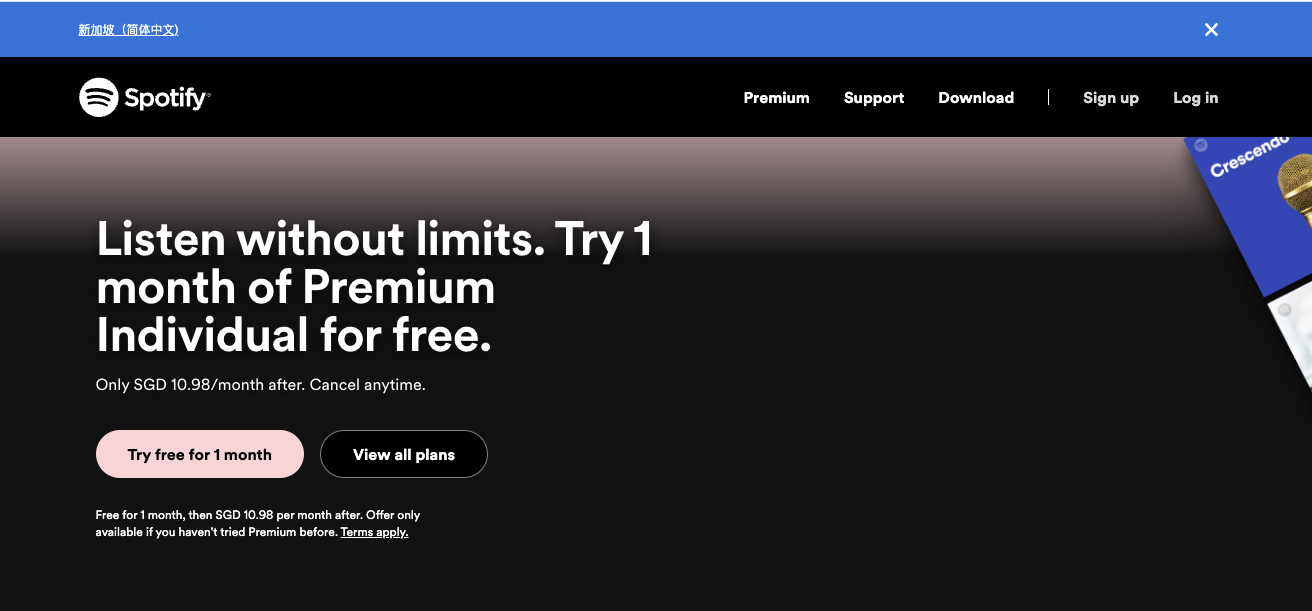 新加坡（简体中文)
Spotify
Premium
Support
Download
Sign up
Log in
Crescendo
Listen without limits. Try 1
month of Premium
Individual for free.
Only SGD 10.98/month after. Cancel anytime.
Try free for 1 month
View all plans
Free for 1 month, then SGD 10.98 per month after. Offer only
available if you haven't tried Premium before. Terms apply.